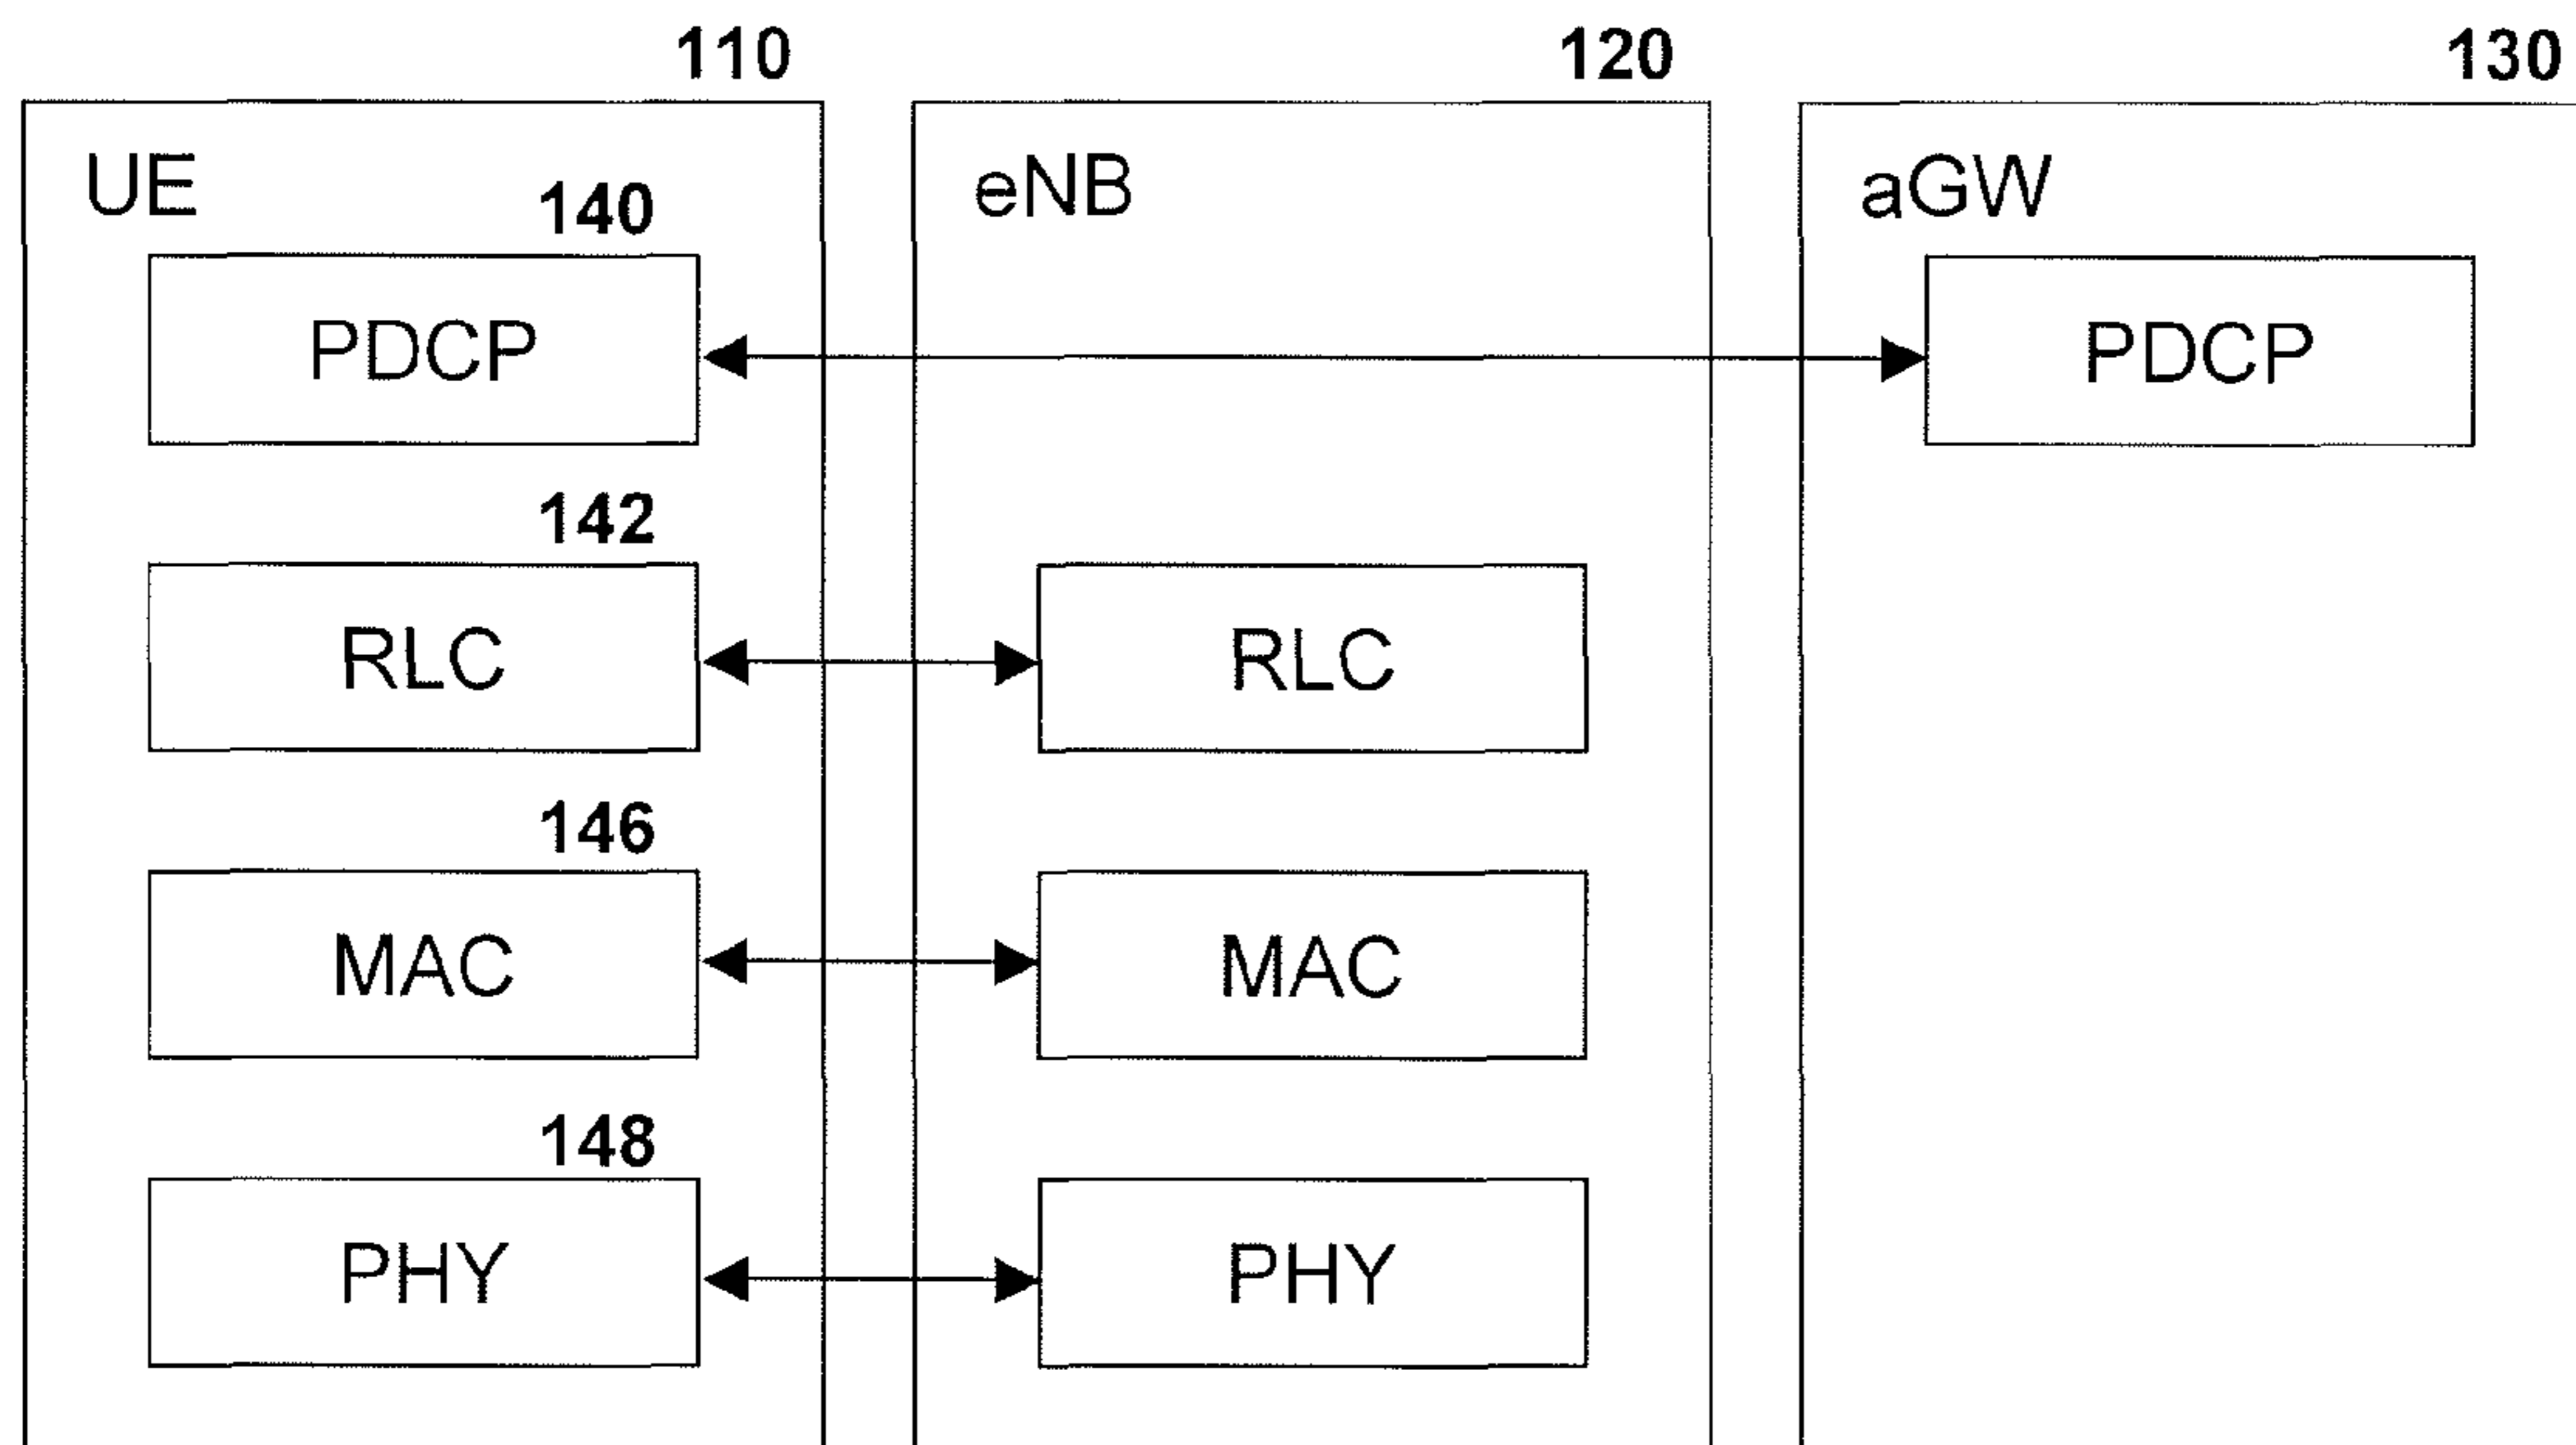 110 120 130
UE eNB aGW
140
PDCP PDCP
142
RLC RLC
146
MAC MAC
148
PHY PHY